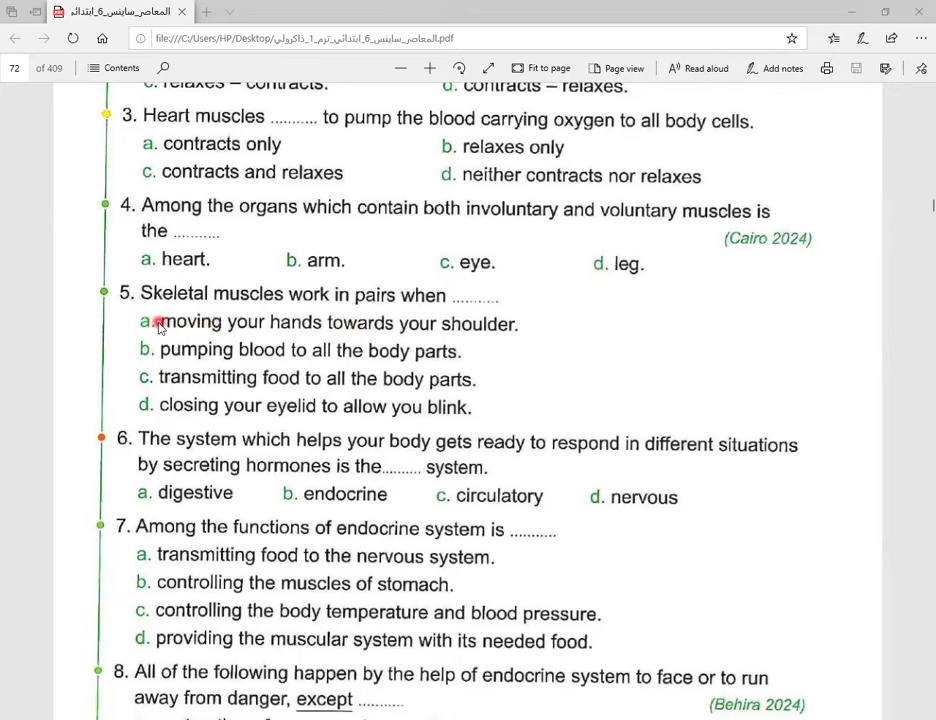 المعاصر_ساينس_6_ابتدائي
file:///C:/Users/HP/Desktop/المعاصر_ساينس_6_ابتدائي_ترم_1_ذاكرولي.pdf
72 of 409 Contents Fit to page Page view Read aloud Add notes
c. relaxes – contracts. d. contracts – relaxes.
3. Heart muscles .......... to pump the blood carrying oxygen to all body cells.
a. contracts only b. relaxes only
c. contracts and relaxes d. neither contracts nor relaxes
4. Among the organs which contain both involuntary and voluntary muscles is
the .......... (Cairo 2024)
a. heart. b. arm. c. eye. d. leg.
5. Skeletal muscles work in pairs when ..........
a. moving your hands towards your shoulder.
b. pumping blood to all the body parts.
c. transmitting food to all the body parts.
d. closing your eyelid to allow you blink.
6. The system which helps your body gets ready to respond in different situations
by secreting hormones is the........ system.
a. digestive b. endocrine c. circulatory d. nervous
7. Among the functions of endocrine system is ..........
a. transmitting food to the nervous system.
b. controlling the muscles of stomach.
c. controlling the body temperature and blood pressure.
d. providing the muscular system with its needed food.
8. All of the following happen by the help of endocrine system to face or to run
away from danger, except .......... (Behira 2024)